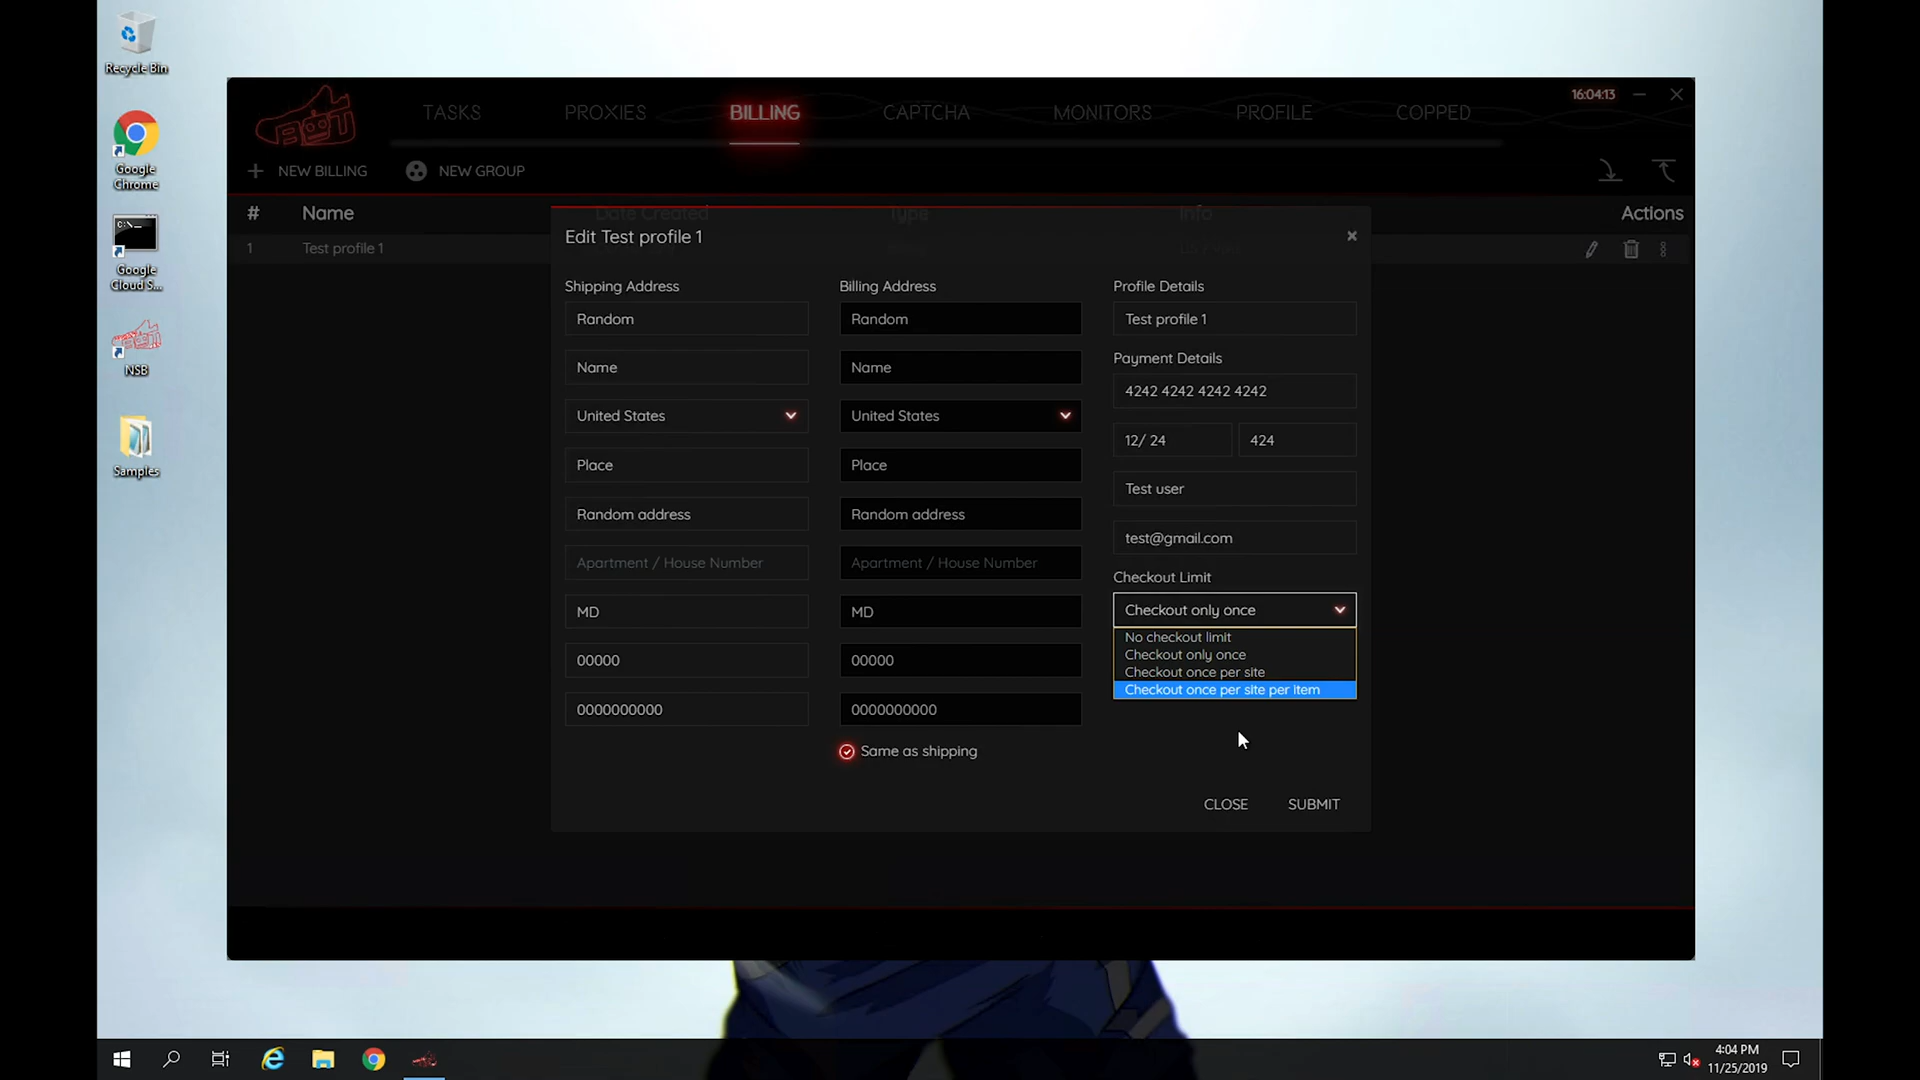 Recycle Bin
Google
Chrome
Google
Cloud S...
NSB
Samples
BOT
TASKS
PROXIES
BILLING
CAPTCHA
MONITORS
PROFILE
COPPED
16:04:13
NEW BILLING
NEW GROUP
# Name Date Created Type Info Actions
1 Test profile 1
Edit Test profile 1
Shipping Address
Random
Name
United States
Place
Random address
Apartment / House Number
MD
00000
0000000000
Billing Address
Random
Name
United States
Place
Random address
Apartment / House Number
MD
00000
0000000000
Same as shipping
Profile Details
Test profile 1
Payment Details
4242 4242 4242 4242
12/ 24
424
Test user
test@gmail.com
Checkout Limit
Checkout only once
No checkout limit
Checkout only once
Checkout once per site
Checkout once per site per item
CLOSE
SUBMIT
4:04 PM
11/25/2019